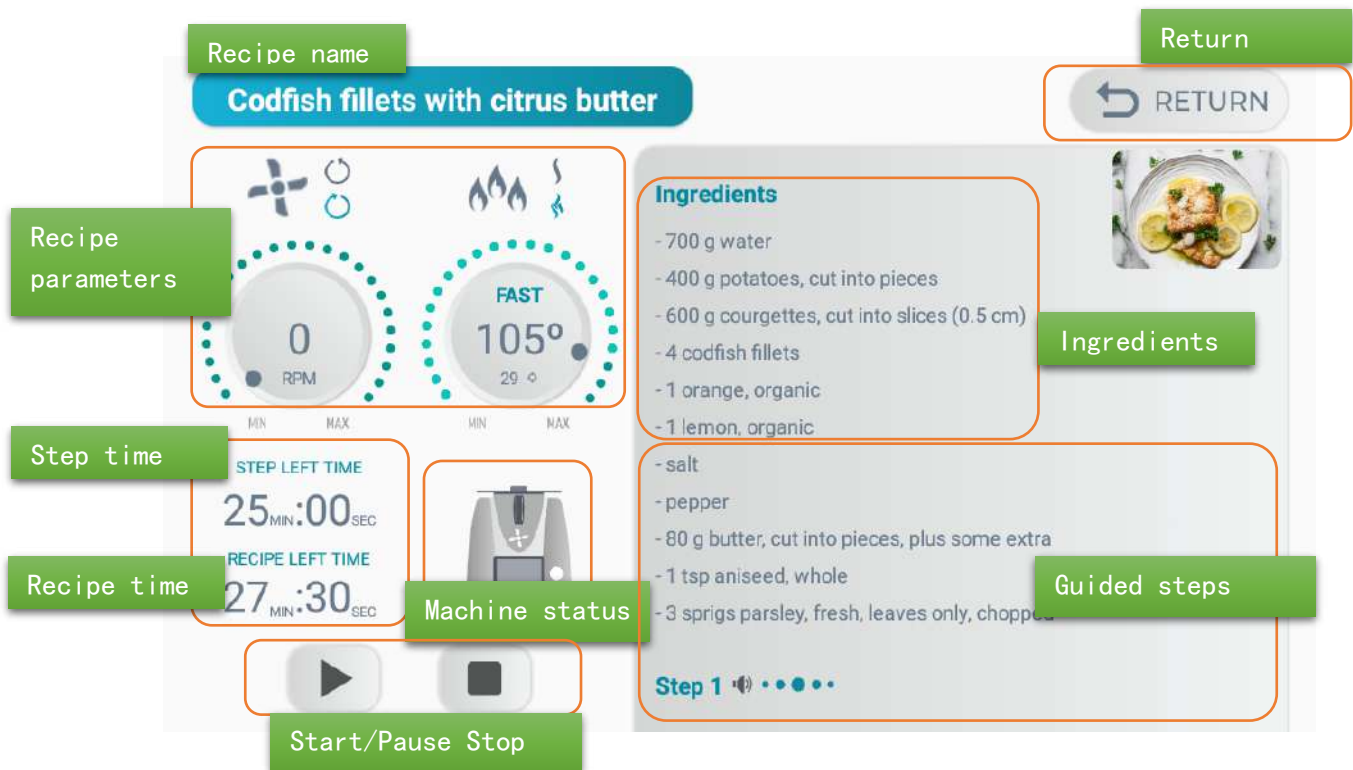 Recipe name
Return
Codfish fillets with citrus butter
RETURN
Recipe
parameters
0
RPM
MIN MAX
FAST
105º
29
MIN MAX
Ingredients
- 700 g water
- 400 g potatoes, cut into pieces
- 600 g courgettes, cut into slices (0.5 cm)
- 4 codfish fillets
- 1 orange, organic
- 1 lemon, organic
- salt
- pepper
- 80 g butter, cut into pieces, plus some extra
- 1 tsp aniseed, whole
- 3 sprigs parsley, fresh, leaves only, chopped
Ingredients
Step time
STEP LEFT TIME
25MIN:00SEC
Recipe time
RECIPE LEFT TIME
27MIN:30SEC
Machine status
Guided steps
Step 1
Start/Pause Stop